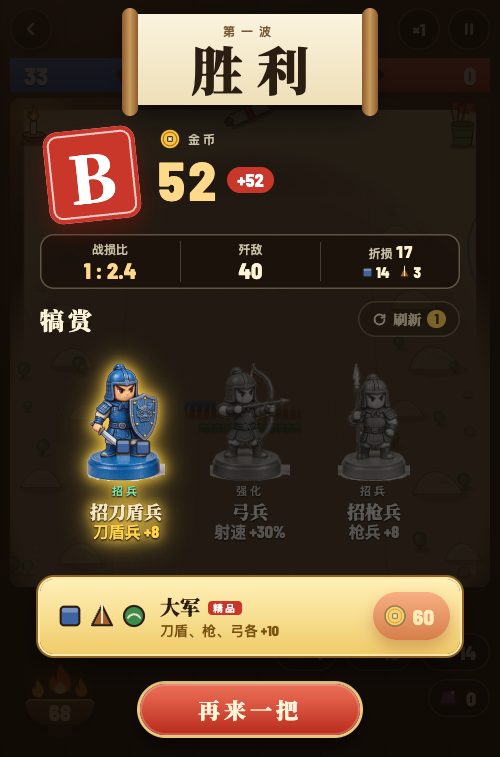 ×1
33
0
第一波
胜利
B
金币
52 +52
战损比
1 : 2.4
歼敌
40
折损 17
14 3
犒赏
刷新 1
招兵
招刀盾兵
刀盾兵 +8
强化
弓兵
射速 +30%
招兵
招枪兵
枪兵 +8
大军 精品
刀盾、枪、弓各 +10
60
14
68
0
再来一把